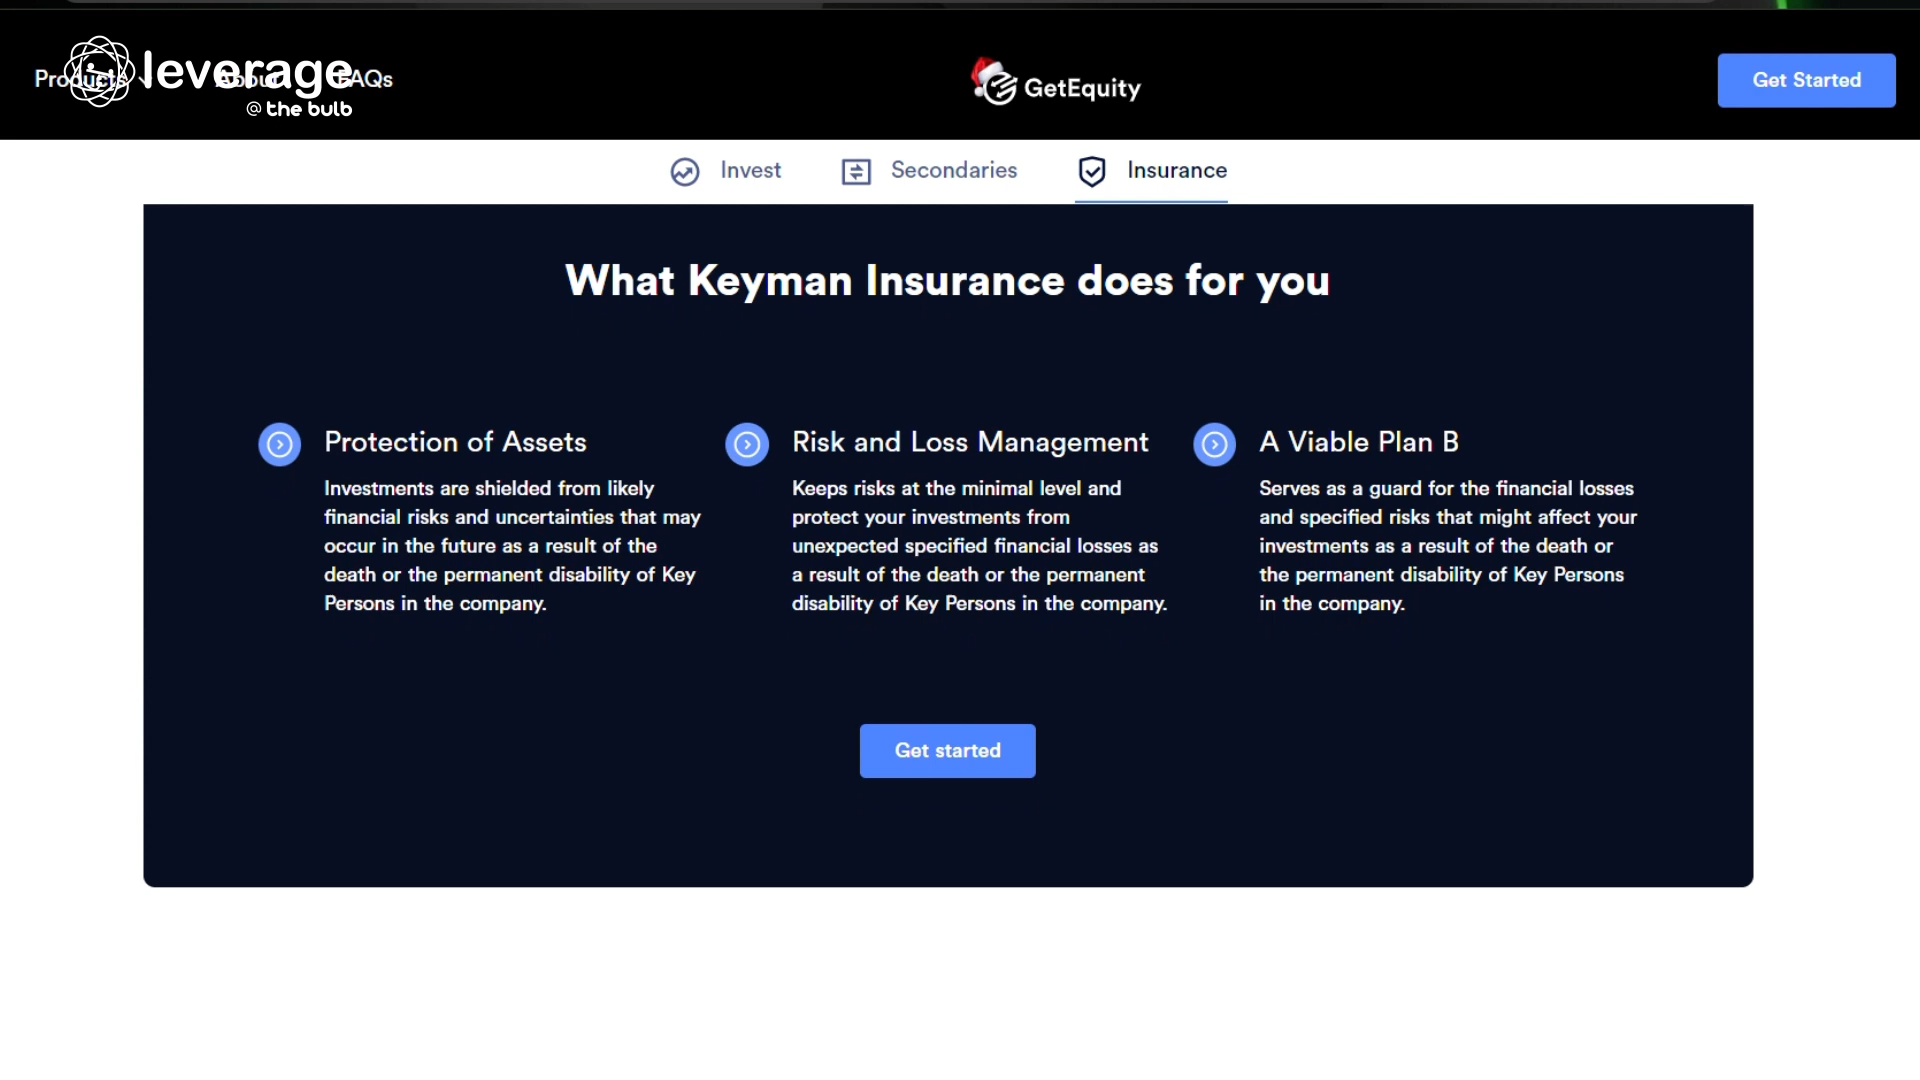 Products About FAQs
leverage
@ the bulb
GetEquity
Get Started
Invest
Secondaries
Insurance
What Keyman Insurance does for you
Protection of Assets
Investments are shielded from likely
financial risks and uncertainties that may
occur in the future as a result of the
death or the permanent disability of Key
Persons in the company.
Risk and Loss Management
Keeps risks at the minimal level and
protect your investments from
unexpected specified financial losses as
a result of the death or the permanent
disability of Key Persons in the company.
A Viable Plan B
Serves as a guard for the financial losses
and specified risks that might affect your
investments as a result of the death or
the permanent disability of Key Persons
in the company.
Get started